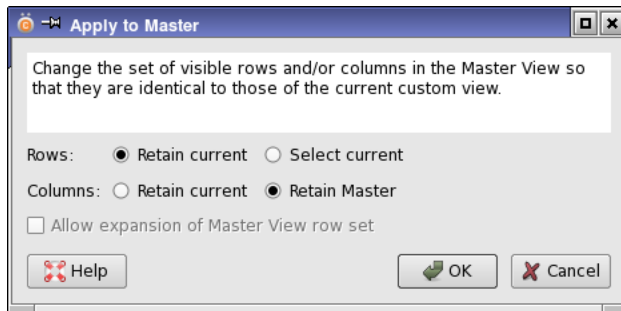 Apply to Master
Change the set of visible rows and/or columns in the Master View so
that they are identical to those of the current custom view.
Rows: Retain current Select current
Columns: Retain current Retain Master
Allow expansion of Master View row set
Help OK Cancel